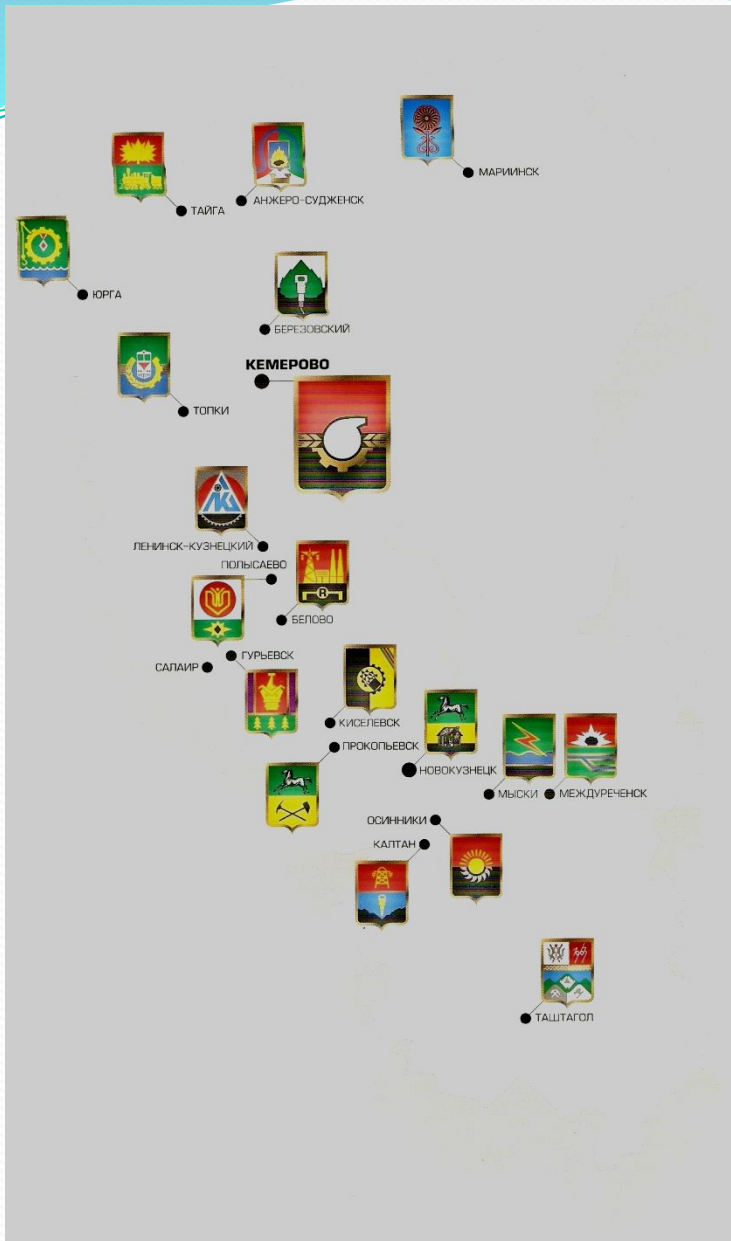 МАРИИНСК
АНЖЕРО-СУДЖЕНСК
ТАЙГА
ЮРГА
БЕРЕЗОВСКИЙ
КЕМЕРОВО
ТОПКИ
ЛЕНИНСК-КУЗНЕЦКИЙ
ПОЛЫСАЕВО
БЕЛОВО
ГУРЬЕВСК
САЛАИР
КИСЕЛЕВСК
ПРОКОПЬЕВСК
НОВОКУЗНЕЦК
МЫСКИ
МЕЖДУРЕЧЕНСК
ОСИННИКИ
КАЛТАН
ТАШТАГОЛ